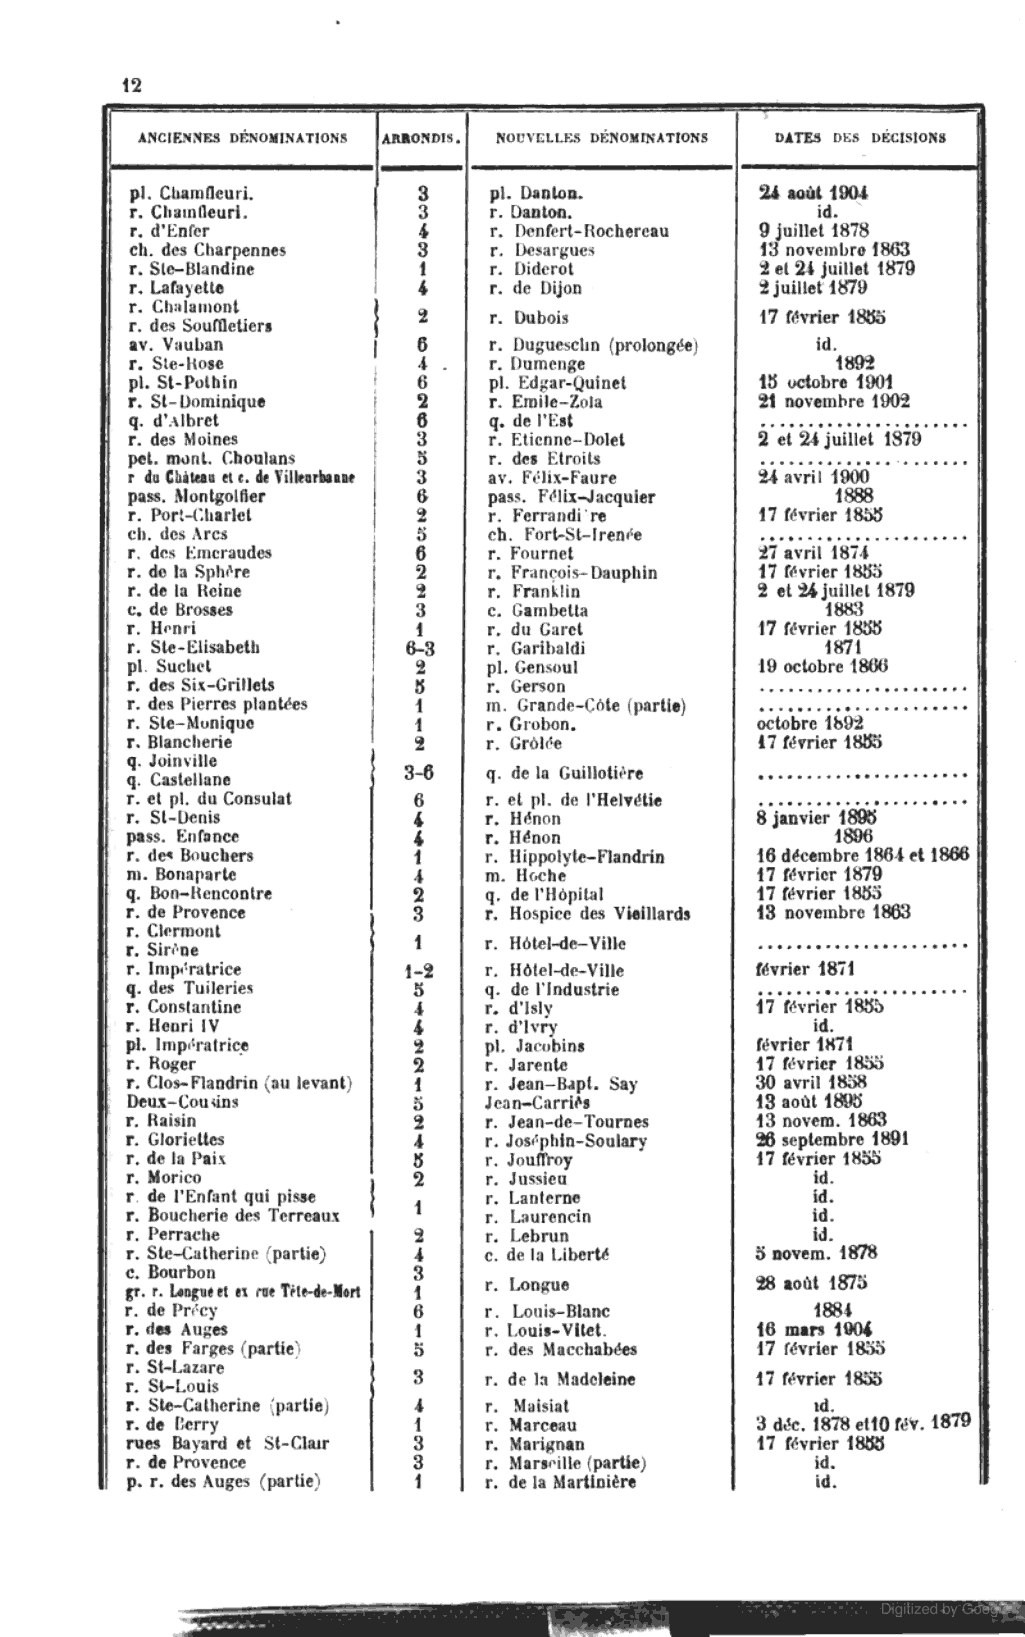 12
ANCIENNES DÉNOMINATIONS ARRONDIS. NOUVELLES DÉNOMINATIONS DATES DES DÉCISIONS
pl. Chamfleuri. 3 pl. Danton. 24 août 1904
r. Chamfleuri. 3 r. Danton. id.
r. d'Enfer 4 r. Denfert-Rochereau 9 juillet 1878
ch. des Charpennes 3 r. Desargues 13 novembre 1863
r. Ste-Blandine 1 r. Diderot 2 et 24 juillet 1879
r. Lafayette 4 r. de Dijon 2 juillet 1879
r. Chalamont
r. des Souffletiers 2 r. Dubois 17 février 1855
av. Vauban 6 r. Duguesclin (prolongée) id.
r. Ste-Rose 4 r. Dumenge 1892
pl. St-Pothin 6 pl. Edgar-Quinet 15 octobre 1901
r. St-Dominique 2 r. Emile-Zola 21 novembre 1902
q. d'Albret 6 q. de l'Est ......................
r. des Moines 3 r. Etienne-Dolet 2 et 24 juillet 1879
pet. mont. Choulans 5 r. des Etroits ......................
r du Château et c. de Villeurbanne 3 av. Félix-Faure 24 avril 1900
pass. Montgolfier 6 pass. Félix-Jacquier 1888
r. Port-Charlet 2 r. Ferrandière 17 février 1855
ch. des Arcs 5 ch. Fort-St-Irenée ......................
r. des Emeraudes 6 r. Fournet 27 avril 1874
r. de la Sphère 2 r. François-Dauphin 17 février 1855
r. de la Reine 2 r. Franklin 2 et 24 juillet 1879
c. de Brosses 3 c. Gambetta 1883
r. Henri 1 r. du Garet 17 février 1855
r. Ste-Elisabeth 6-3 r. Garibaldi 1871
pl. Suchet 2 pl. Gensoul 19 octobre 1866
r. des Six-Grillets 5 r. Gerson ......................
r. des Pierres plantées 1 m. Grande-Côte (partie) ......................
r. Ste-Monique 1 r. Grobon. octobre 1892
r. Blancherie 2 r. Grôlée 17 février 1855
q. Joinville
q. Castellane 3-6 q. de la Guillotière ......................
r. et pl. du Consulat 6 r. et pl. de l'Helvétie ......................
r. St-Denis 4 r. Hénon 8 janvier 1895
pass. Enfance 4 r. Hénon 1896
r. des Bouchers 1 r. Hippolyte-Flandrin 16 décembre 1864 et 1866
m. Bonaparte 4 m. Hoche 17 février 1879
q. Bon-Rencontre 2 q. de l'Hôpital 17 février 1855
r. de Provence 3 r. Hospice des Vieillards 13 novembre 1863
r. Clermont
r. Sirène 1 r. Hôtel-de-Ville ......................
r. Impératrice 1-2 r. Hôtel-de-Ville février 1871
q. des Tuileries 5 q. de l'Industrie ......................
r. Constantine 4 r. d'Isly 17 février 1855
r. Henri IV 4 r. d'Ivry id.
pl. Impératrice 2 pl. Jacobins février 1871
r. Roger 2 r. Jarente 17 février 1855
r. Clos-Flandrin (au levant) 1 r. Jean-Bapt. Say 30 avril 1858
Deux-Cousins 5 Jean-Carriés 13 août 1895
r. Raisin 2 r. Jean-de-Tournes 13 novem. 1863
r. Gloriettes 4 r. Joséphin-Soulary 26 septembre 1891
r. de la Paix 5 r. Jouffroy 17 février 1855
r. Morico 2 r. Jussieu id.
r. de l'Enfant qui pisse r. Lanterne id.
r. Boucherie des Terreaux 1 r. Laurencin id.
r. Perrache 2 r. Lebrun id.
r. Ste-Catherine (partie) 4 c. de la Liberté 5 novem. 1878
c. Bourbon 3
gr. r. Longue et ex rue Tête-de-Mort 1 r. Longue 28 août 1875
r. de Précy 6 r. Louis-Blanc 1884
r. des Auges 1 r. Louis-Vitet. 16 mars 1904
r. des Farges (partie) 5 r. des Macchabées 17 février 1855
r. St-Lazare
r. St-Louis 3 r. de la Madeleine 17 février 1855
r. Ste-Catherine (partie) 4 r. Maisiat id.
r. de Berry 1 r. Marceau 3 déc. 1878 et 10 fév. 1879
rues Bayard et St-Clair 3 r. Marignan 17 février 1855
r. de Provence 3 r. Marseille (partie) id.
p. r. des Auges (partie) 1 r. de la Martinière id.
Digitized by Google